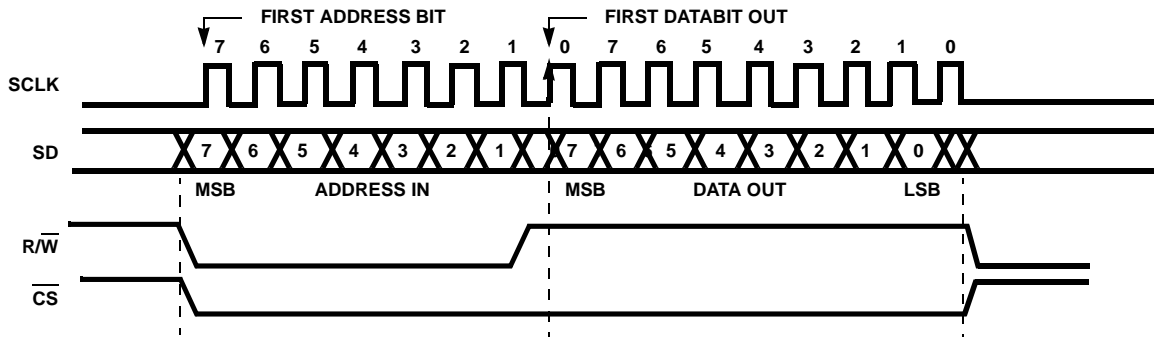 FIRST ADDRESS BIT FIRST DATABIT OUT
7 6 5 4 3 2 1 0 7 6 5 4 3 2 1 0
SCLK
SD 7 6 5 4 3 2 1 7 6 5 4 3 2 1 0
MSB ADDRESS IN MSB DATA OUT LSB
R/W̅
C̅S̅